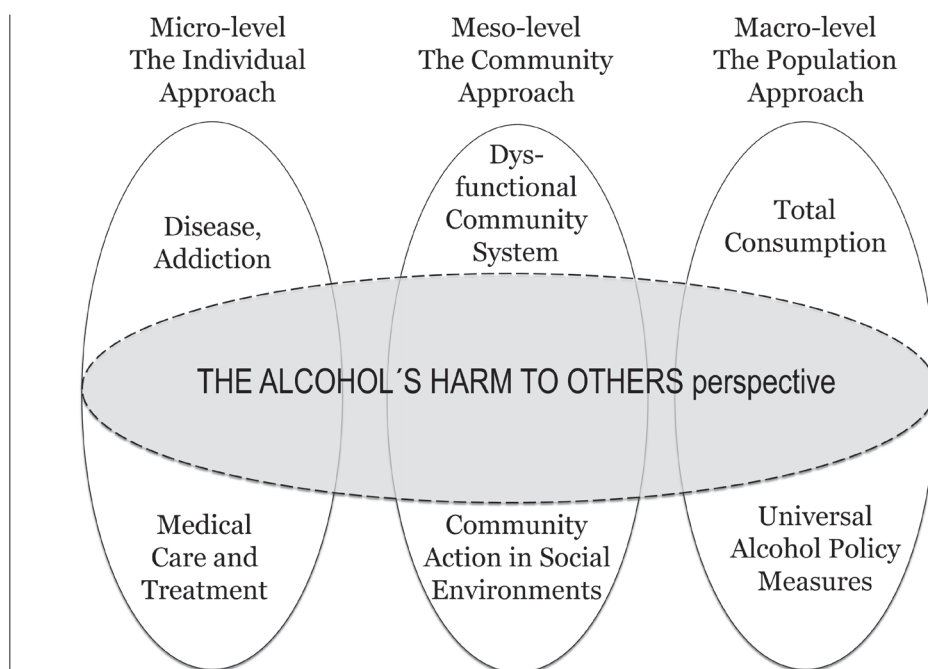 Micro-level
The Individual
Approach
Meso-level
The Community
Approach
Macro-level
The Population
Approach
Disease,
Addiction
Dys-
functional
Community
System
Total
Consumption
THE ALCOHOL´S HARM TO OTHERS perspective
Medical
Care and
Treatment
Community
Action in Social
Environments
Universal
Alcohol Policy
Measures